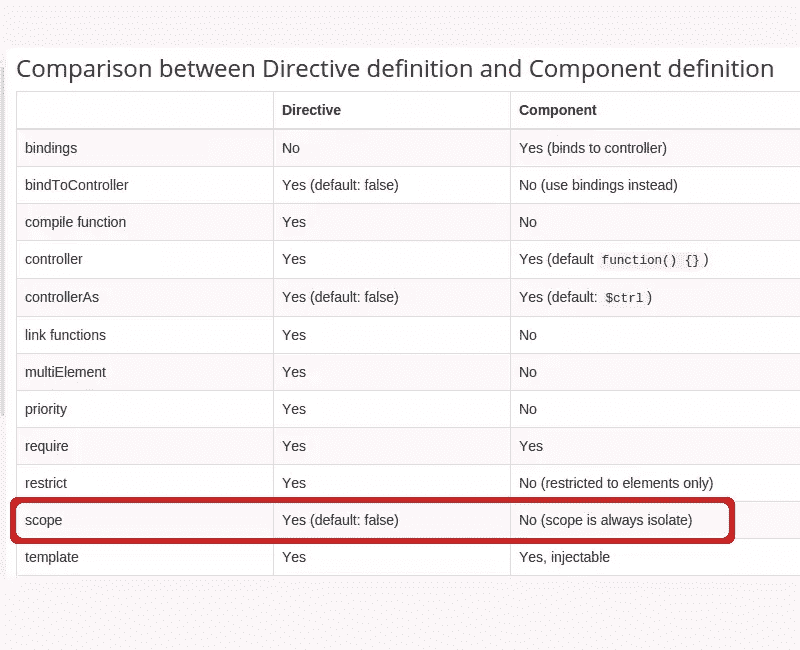 Comparison between Directive definition and Component definition
Directive Component
bindings No Yes (binds to controller)
bindToController Yes (default: false) No (use bindings instead)
compile function Yes No
controller Yes Yes (default function() {} )
controllerAs Yes (default: false) Yes (default: $ctrl )
link functions Yes No
multiElement Yes No
priority Yes No
require Yes Yes
restrict Yes No (restricted to elements only)
scope Yes (default: false) No (scope is always isolate)
template Yes Yes, injectable